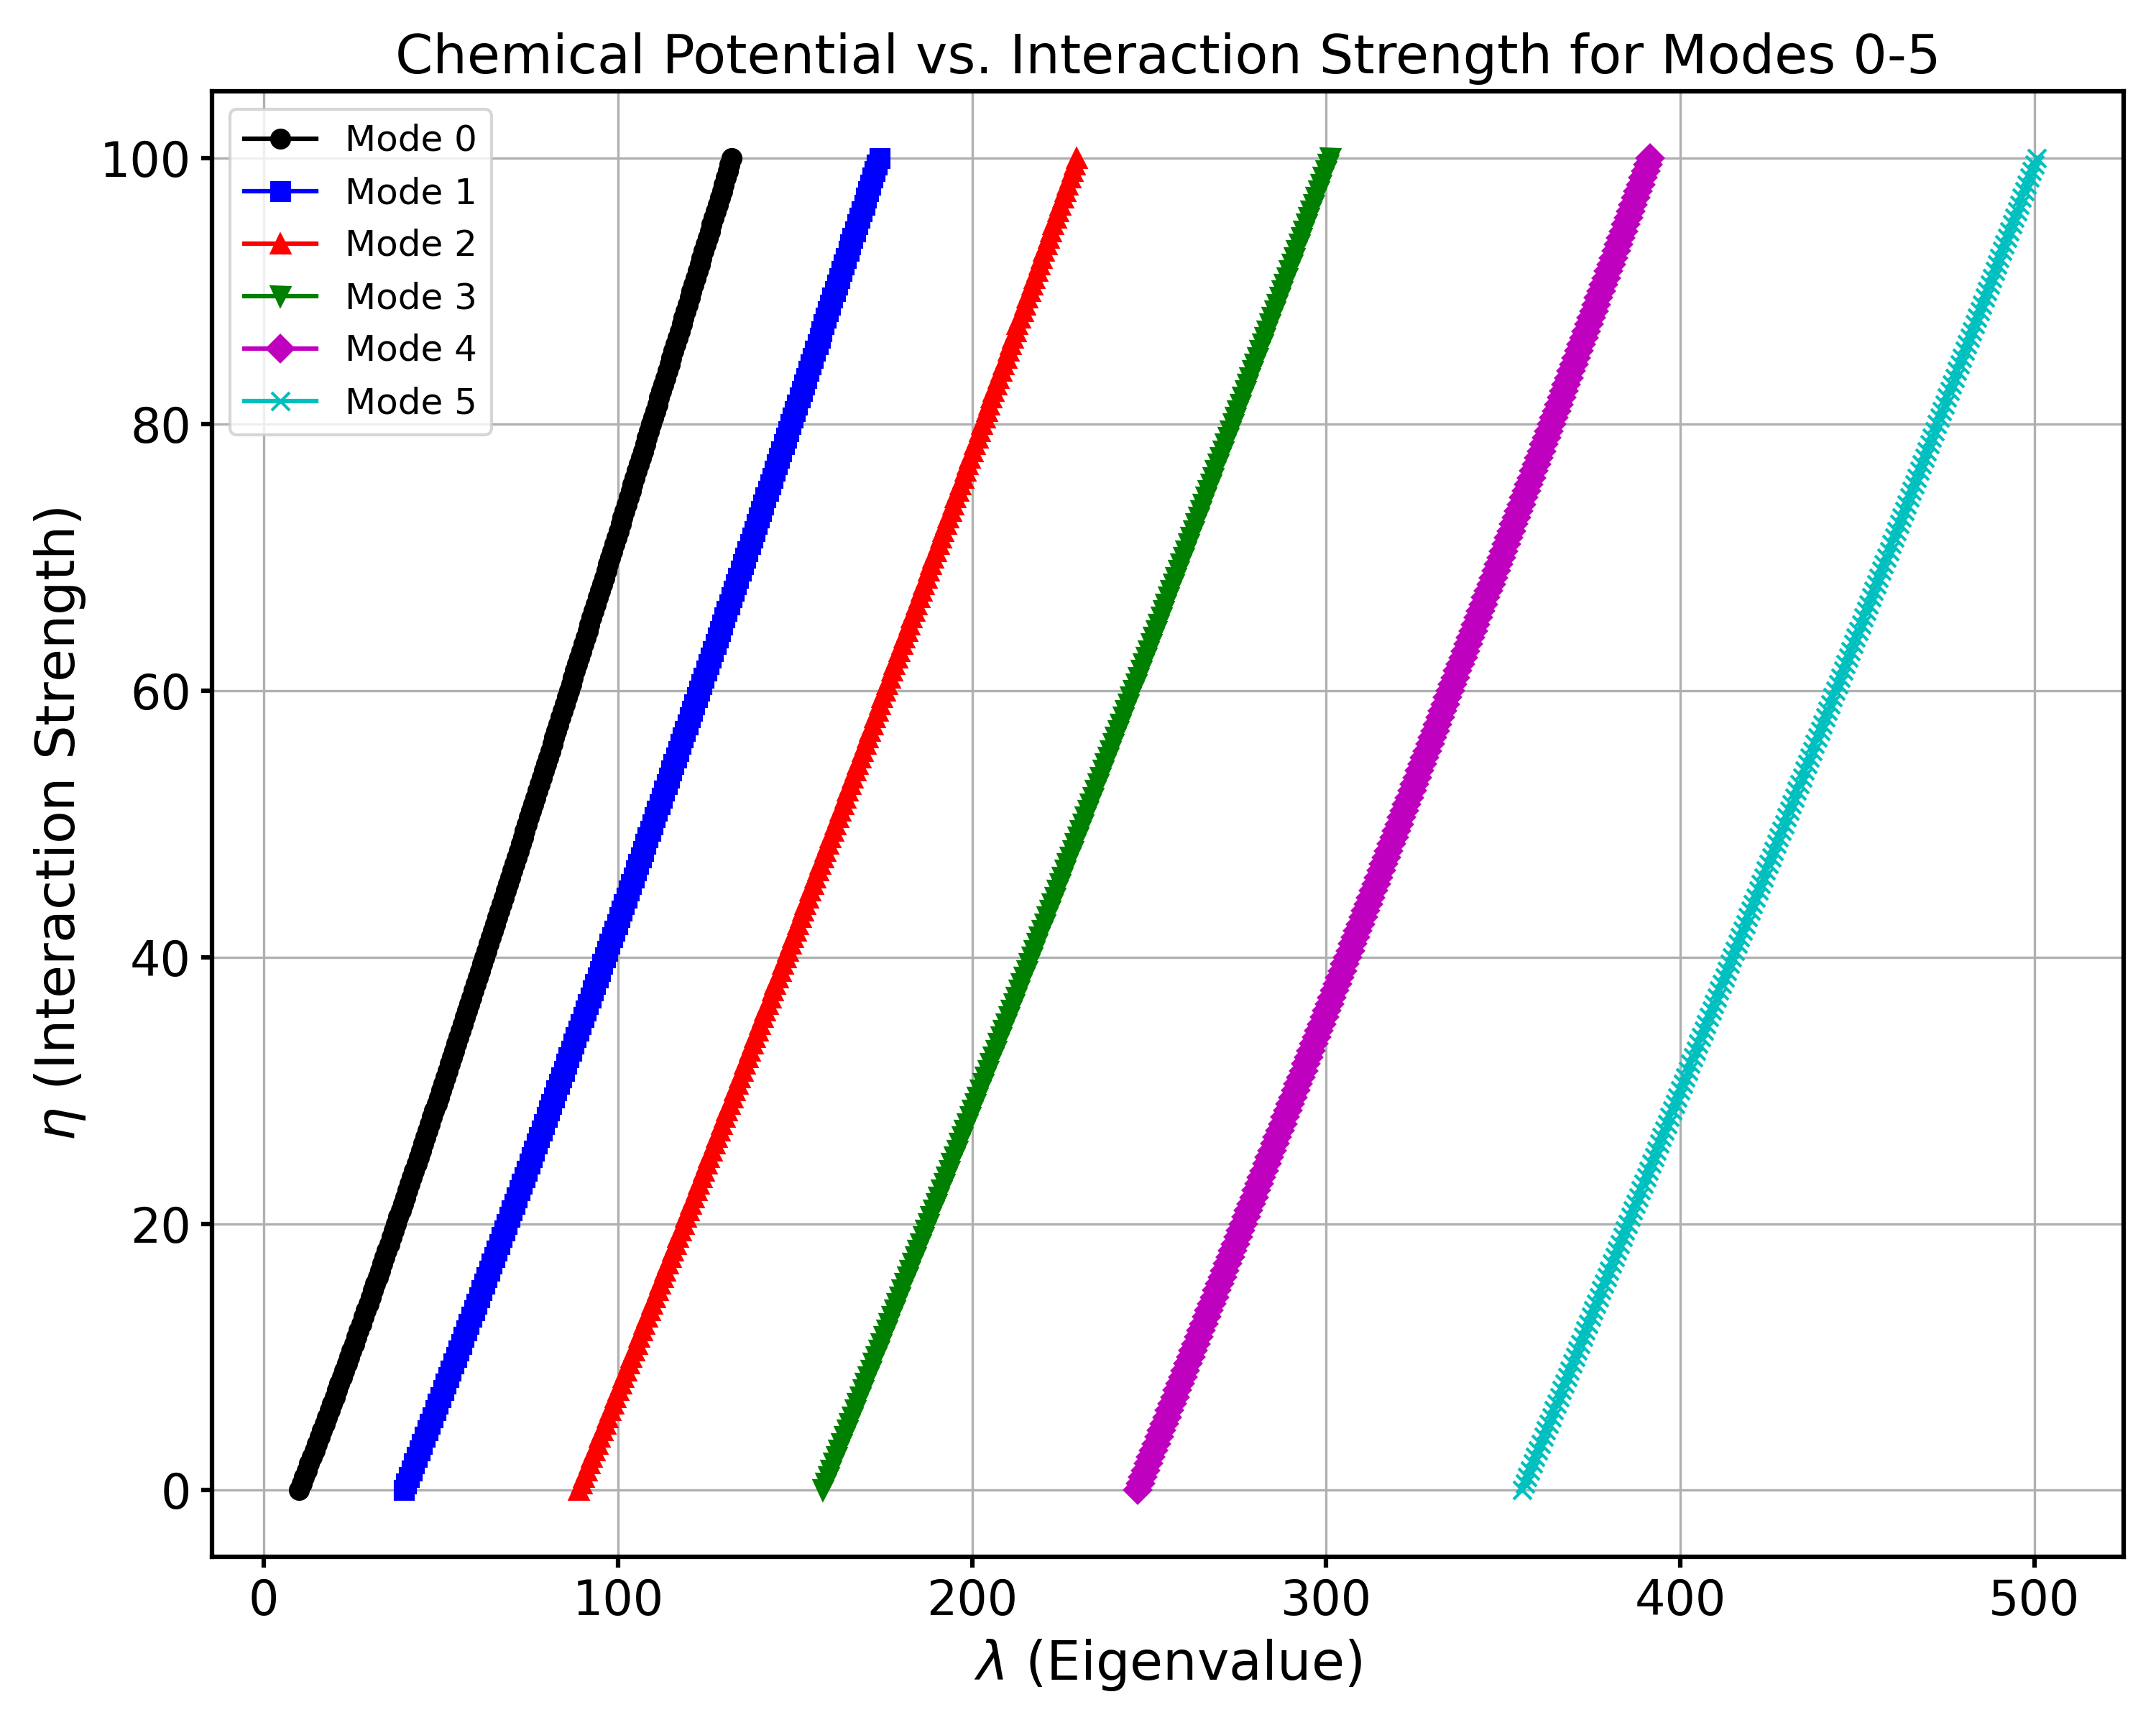 Chemical Potential vs. Interaction Strength for Modes 0-5
Mode 0
Mode 1
Mode 2
Mode 3
Mode 4
Mode 5
η (Interaction Strength)
100
80
60
40
20
0
0 100 200 300 400 500
λ (Eigenvalue)